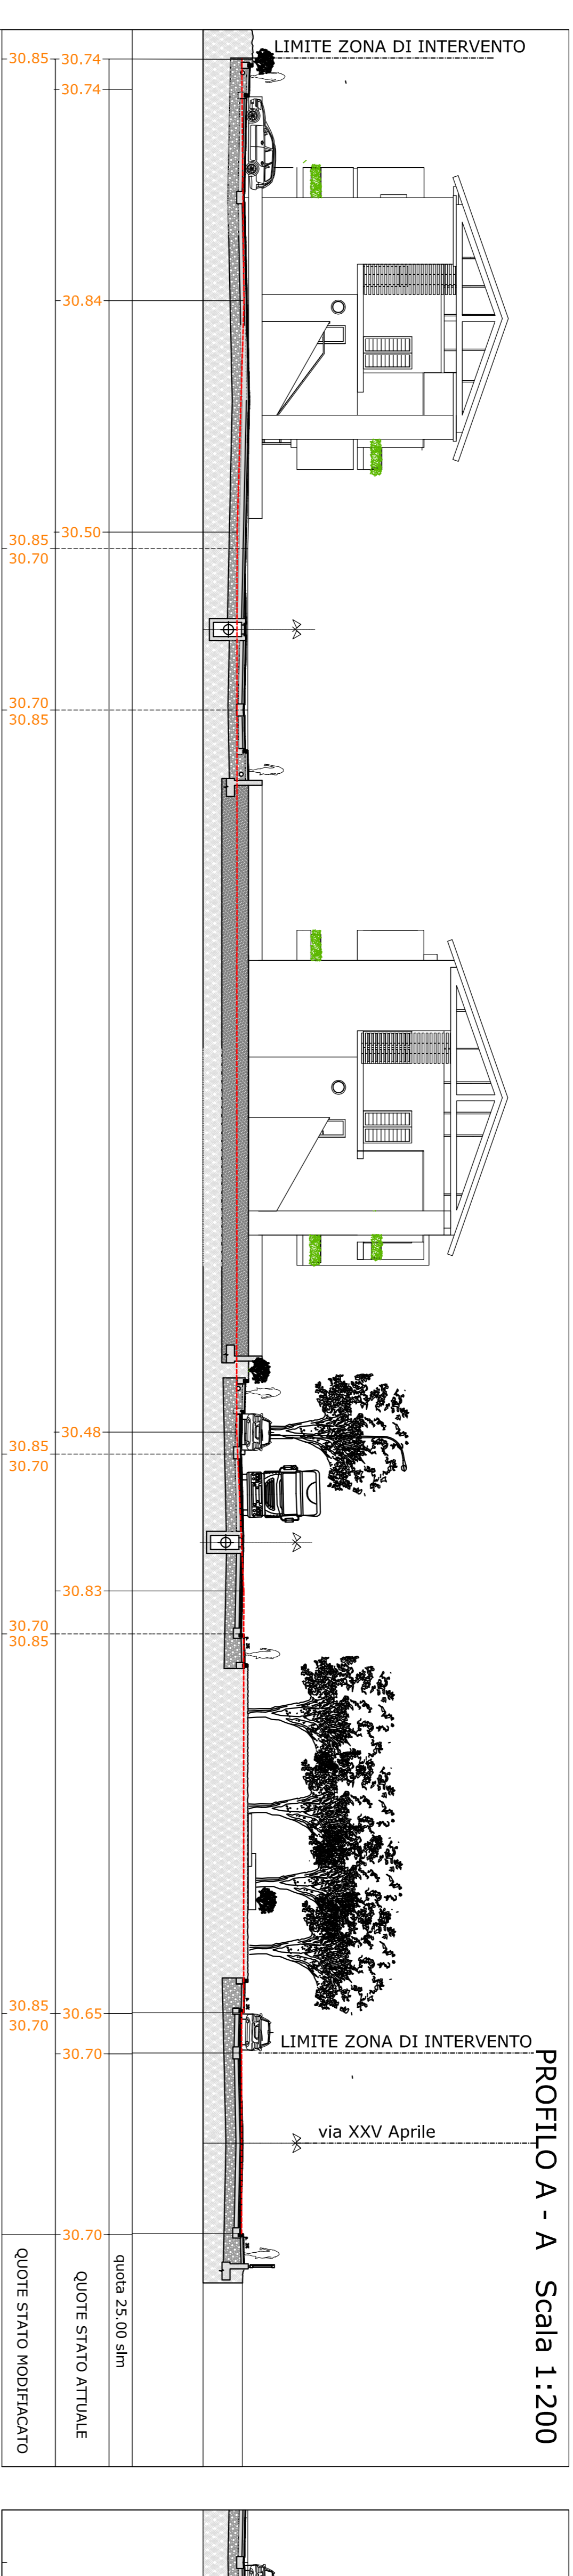 LIMITE ZONA DI INTERVENTO
30.85 30.74
30.74
30.84
30.50
30.85
30.70
30.70
30.85
30.48
30.85
30.70
30.83
30.70
30.85
30.85
30.70
30.65
30.70
LIMITE ZONA DI INTERVENTO
PROFILO A - A Scala 1:200
via XXV Aprile
30.70
quota 25.00 slm
QUOTE STATO ATTUALE
QUOTE STATO MODIFIACATO